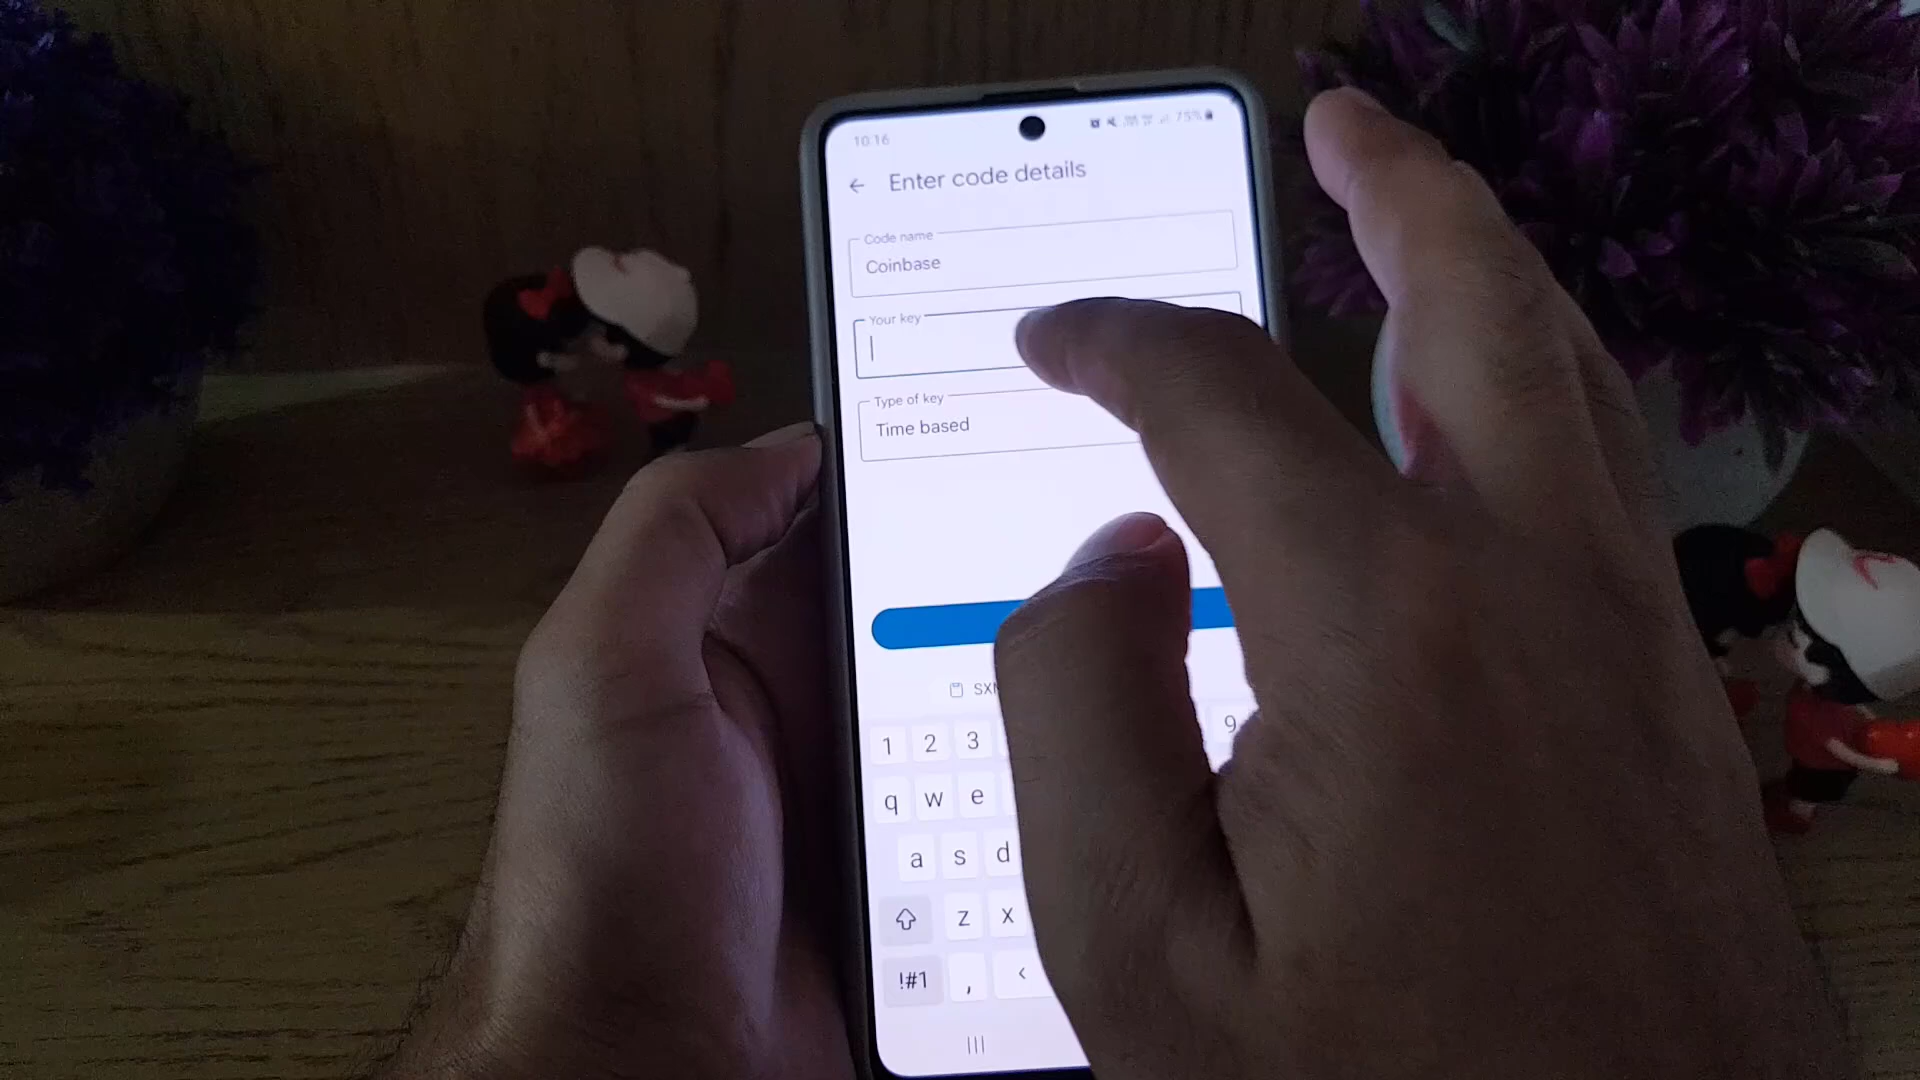 10:16
75%
Enter code details
Code name
Coinbase
Your key
Type of key
Time based
1 2 3 9
q w e
a s d
z x
!#1 , <